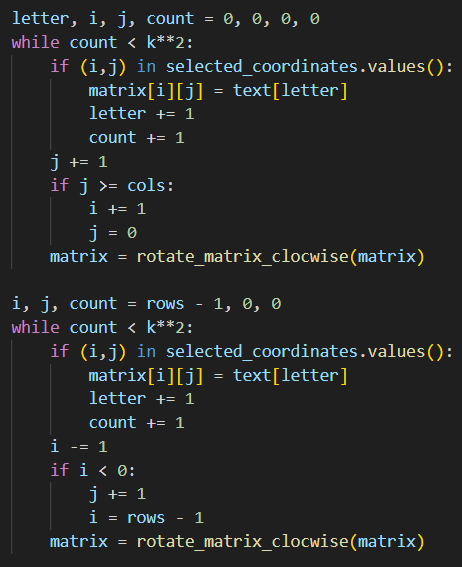 letter, i, j, count = 0, 0, 0, 0
while count < k**2:
    if (i,j) in selected_coordinates.values():
        matrix[i][j] = text[letter]
        letter += 1
        count += 1
    j += 1
    if j >= cols:
        i += 1
        j = 0
    matrix = rotate_matrix_clocwise(matrix)

i, j, count = rows - 1, 0, 0
while count < k**2:
    if (i,j) in selected_coordinates.values():
        matrix[i][j] = text[letter]
        letter += 1
        count += 1
    i -= 1
    if i < 0:
        j += 1
        i = rows - 1
    matrix = rotate_matrix_clocwise(matrix)